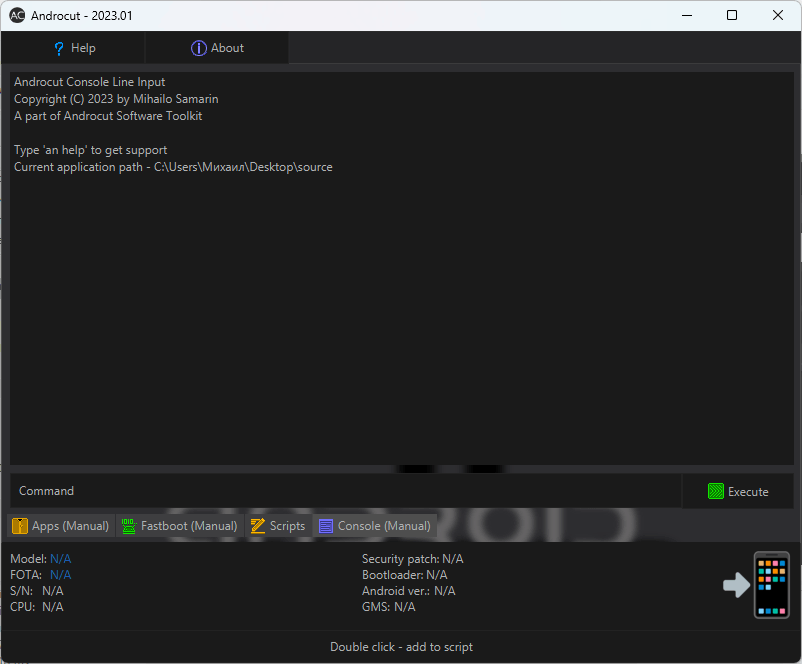 AC Androcut - 2023.01
? Help
i About
Androcut Console Line Input
Copyright (C) 2023 by Mihailo Samarin
A part of Androcut Software Toolkit
Type 'an help' to get support
Current application path - C:\Users\Михаил\Desktop\source
Command
Execute
Apps (Manual) Fastboot (Manual) Scripts Console (Manual)
Model: N/A
FOTA: N/A
S/N: N/A
CPU: N/A
Security patch: N/A
Bootloader: N/A
Android ver.: N/A
GMS: N/A
Double click - add to script